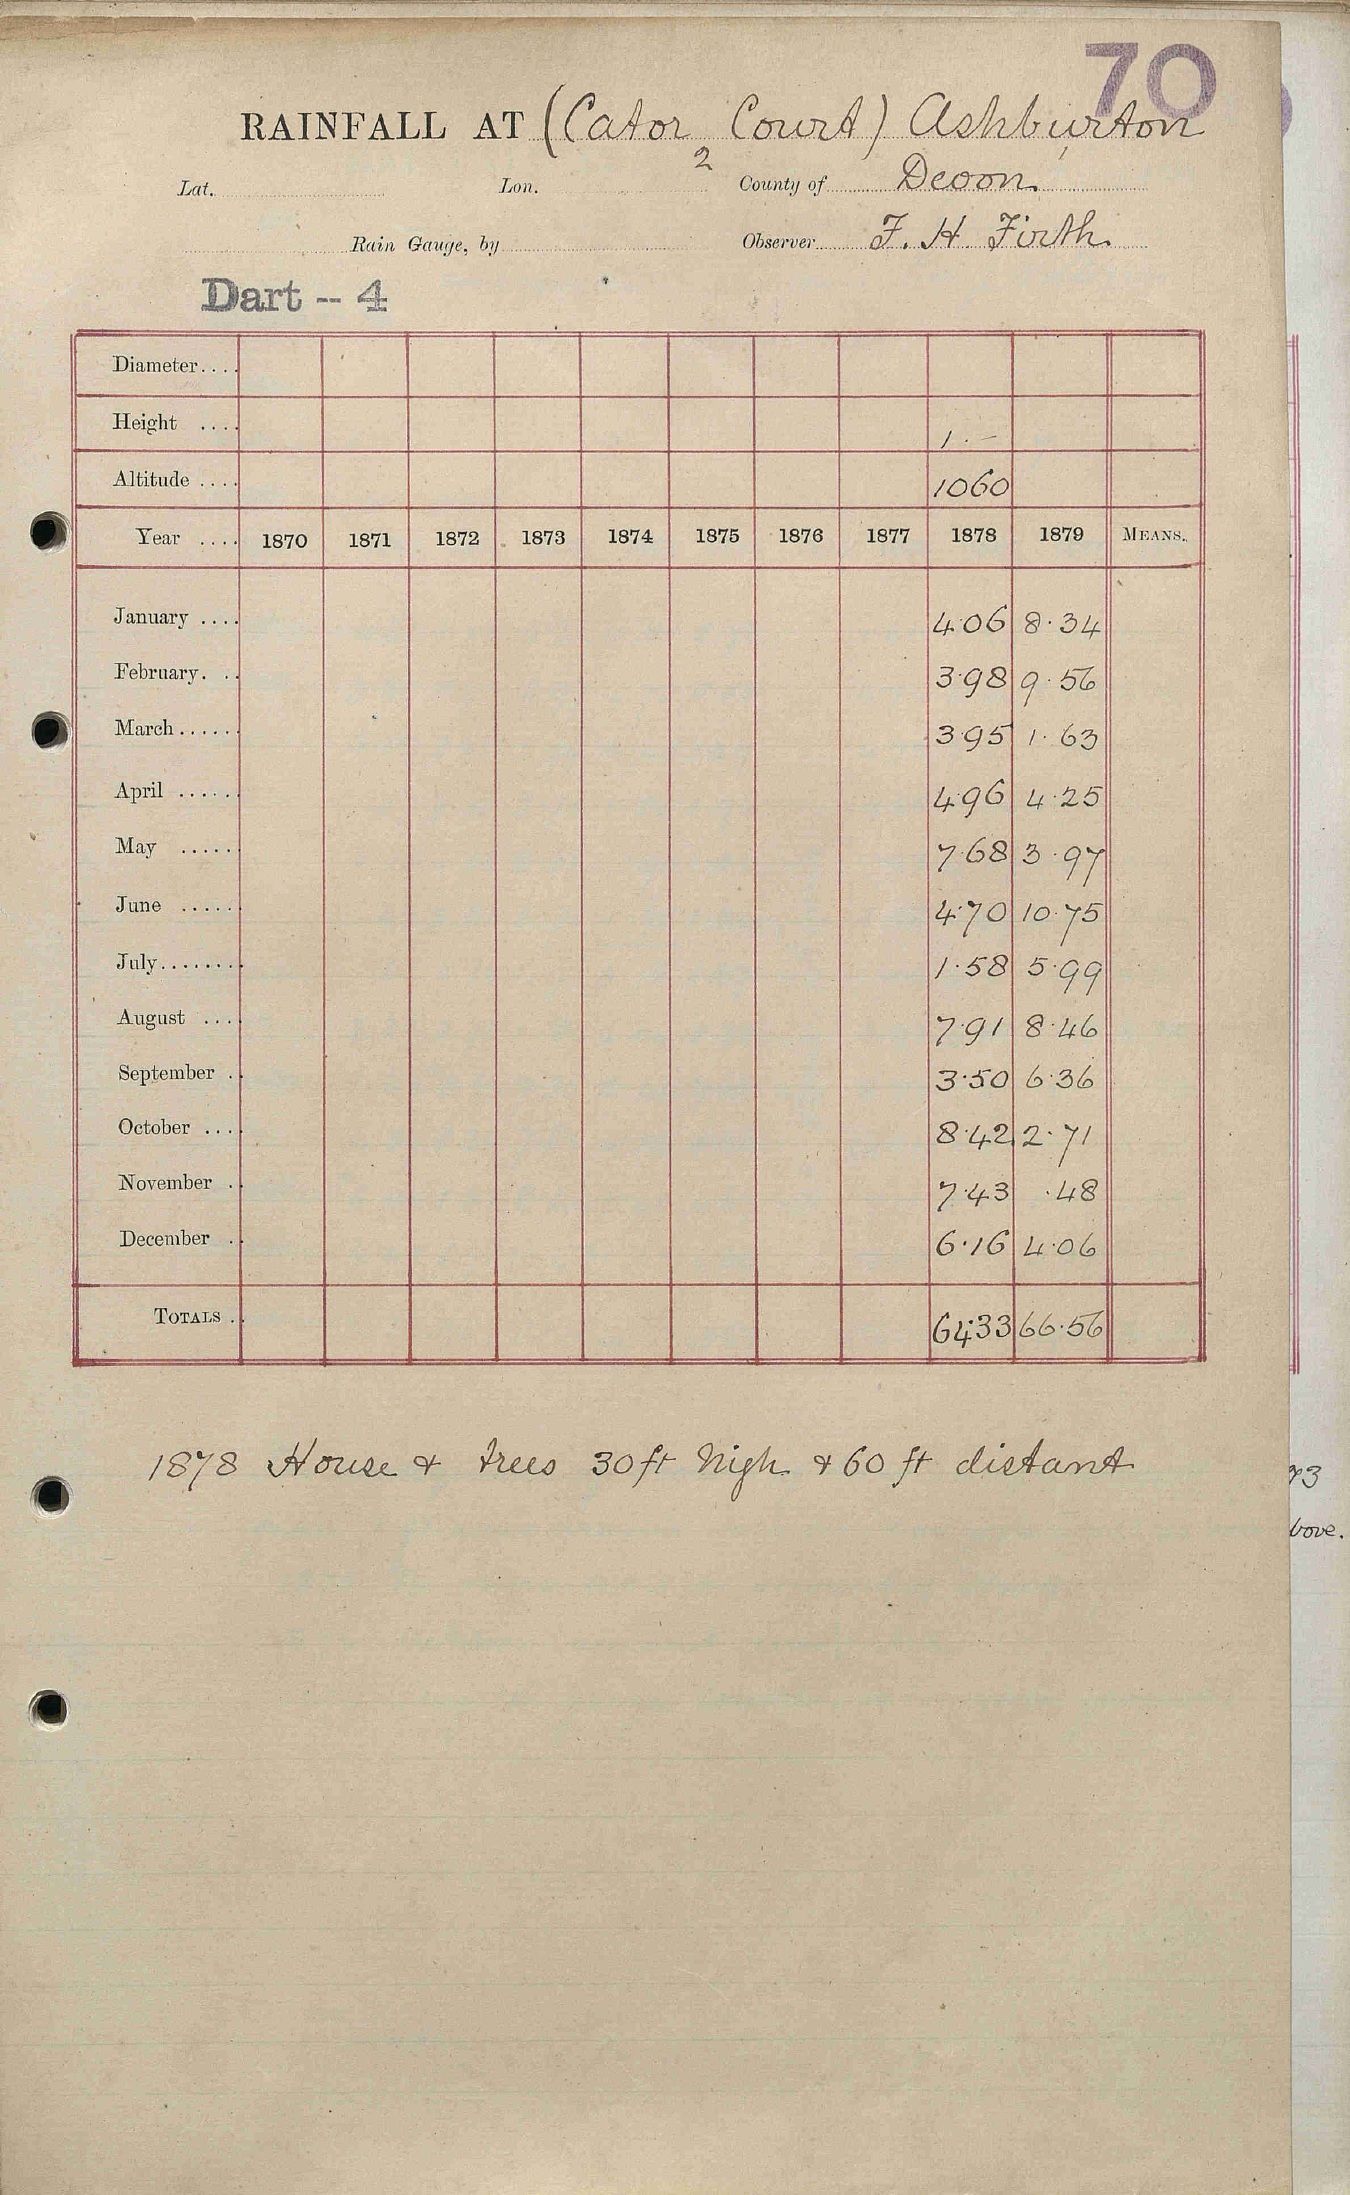 70
RAINFALL AT (Cator Court) Ashburton
2
Lat. Lon. County of Devon.
Rain Gauge, by Observer F. H. Firth.
Dart -- 4
Diameter....
Height .... 1 · —
Altitude .... 1060
Year .... 1870 1871 1872 1873 1874 1875 1876 1877 1878 1879 MEANS.
January .... 4·06 8·34
February. .. 3·98 9·56
March...... 3·95 1·63
April ...... 4·96 4·25
May ..... 7·68 3·97
June ..... 4·70 10·75
July........ 1·58 5·99
August .... 7·91 8·46
September .. 3·50 6·36
October .... 8·42 2·71
November .. 7·43 ·48
December .. 6·16 4·06
TOTALS .. 64·33 66·56
1878 House & trees 30 ft high & 60 ft distant
bove.